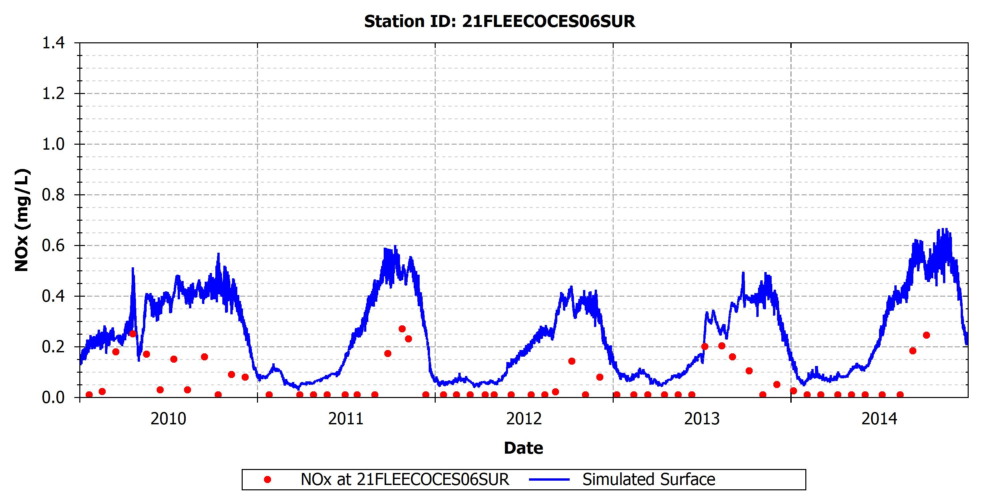 Station ID: 21FLEECOCES06SUR
1.4
1.2
1.0
0.8
0.6
0.4
0.2
0.0
NOx (mg/L)
2010 2011 2012 2013 2014
Date
NOx at 21FLEECOCES06SUR Simulated Surface